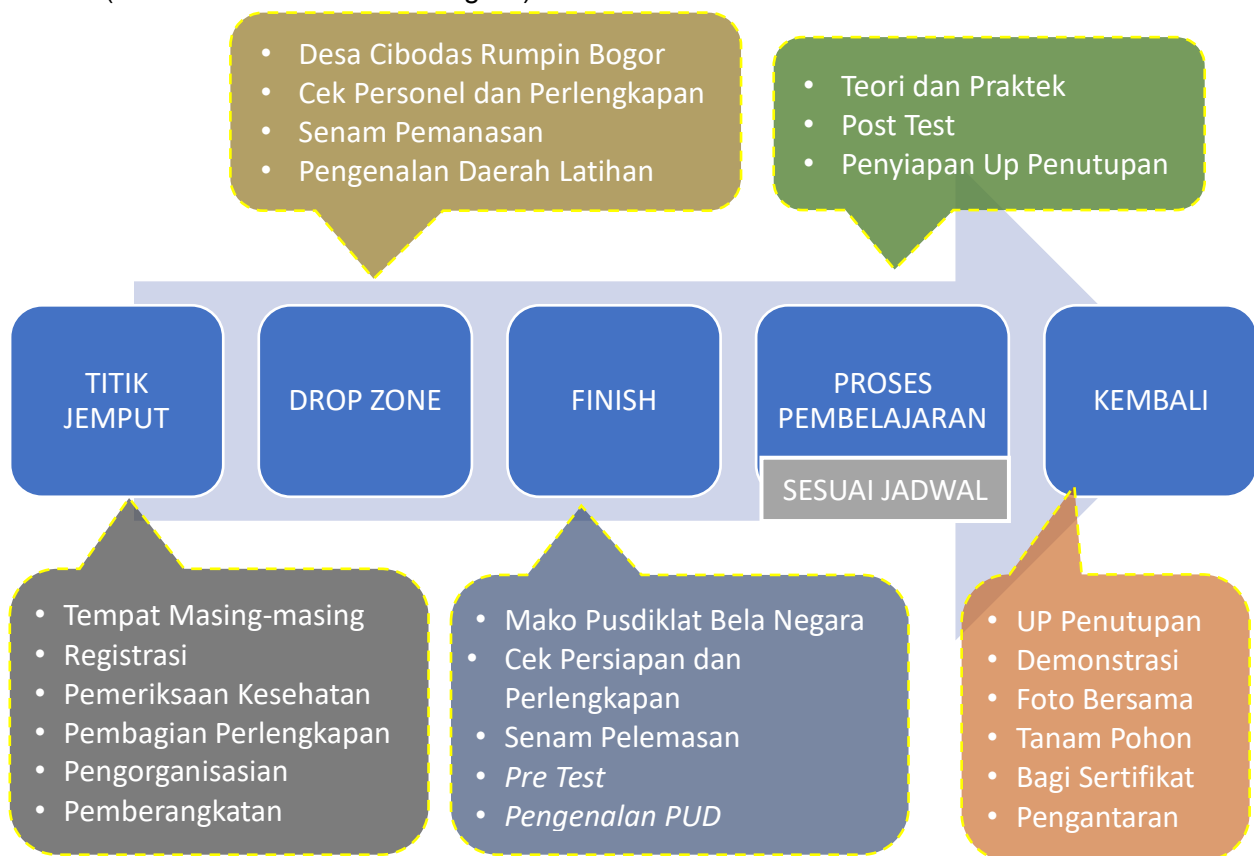 • Desa Cibodas Rumpin Bogor
• Cek Personel dan Perlengkapan
• Senam Pemanasan
• Pengenalan Daerah Latihan
• Teori dan Praktek
• Post Test
• Penyiapan Up Penutupan
TITIK
JEMPUT
DROP ZONE
FINISH
PROSES
PEMBELAJARAN
SESUAI JADWAL
KEMBALI
• Tempat Masing-masing
• Registrasi
• Pemeriksaan Kesehatan
• Pembagian Perlengkapan
• Pengorganisasian
• Pemberangkatan
• Mako Pusdiklat Bela Negara
• Cek Persiapan dan
Perlengkapan
• Senam Pelemasan
• Pre Test
• Pengenalan PUD
• UP Penutupan
• Demonstrasi
• Foto Bersama
• Tanam Pohon
• Bagi Sertifikat
• Pengantaran